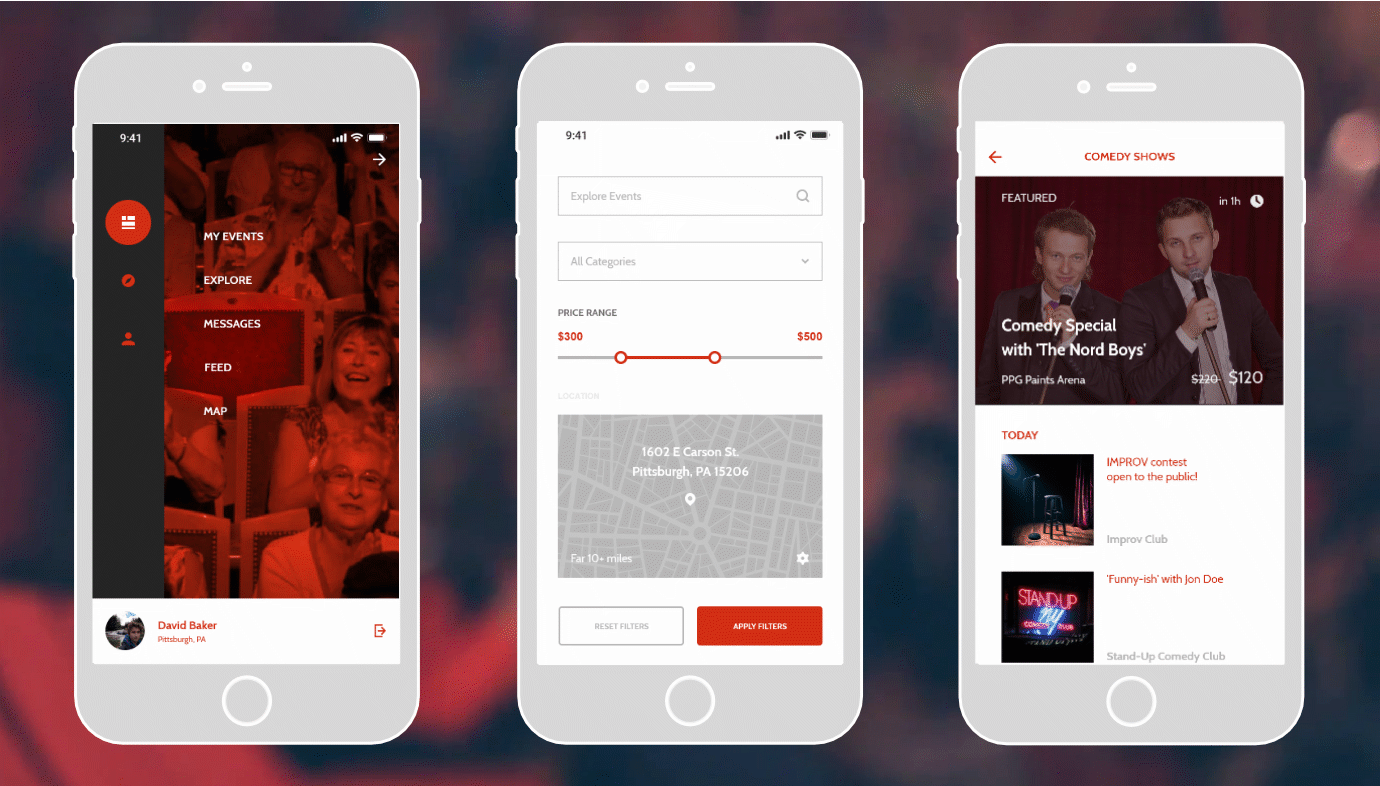 9:41
MY EVENTS
EXPLORE
MESSAGES
FEED
MAP
David Baker
Pittsburgh, PA
9:41
Explore Events
All Categories
PRICE RANGE
$300 $500
LOCATION
1602 E Carson St.
Pittsburgh, PA 15206
Far 10+ miles
RESET FILTERS APPLY FILTERS
COMEDY SHOWS
FEATURED in 1h
Comedy Special
with 'The Nord Boys'
PPG Paints Arena $220 $120
TODAY
IMPROV contest
open to the public!
Improv Club
'Funny-ish' with Jon Doe
STAND-UP
Stand-Up Comedy Club